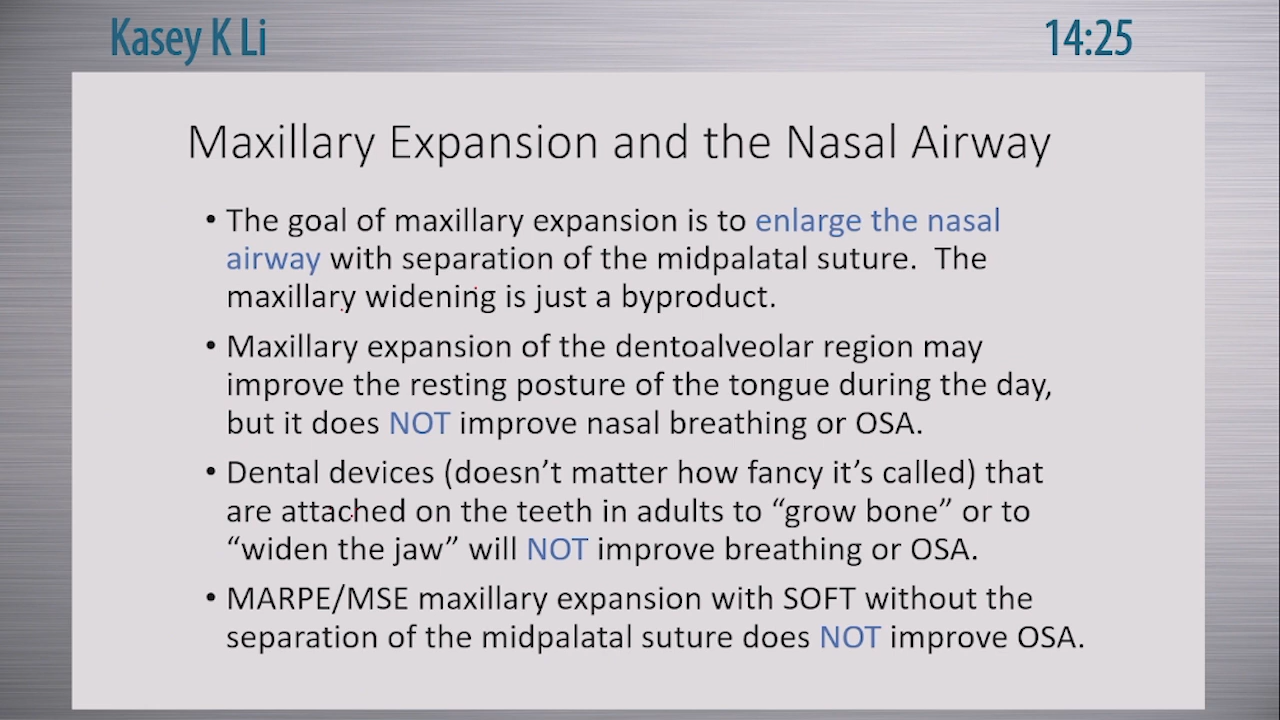 Kasey K Li
14:25
Maxillary Expansion and the Nasal Airway
• The goal of maxillary expansion is to enlarge the nasal
airway with separation of the midpalatal suture.  The
maxillary widening is just a byproduct.
• Maxillary expansion of the dentoalveolar region may
improve the resting posture of the tongue during the day,
but it does NOT improve nasal breathing or OSA.
• Dental devices (doesn’t matter how fancy it’s called) that
are attached on the teeth in adults to “grow bone” or to
“widen the jaw” will NOT improve breathing or OSA.
• MARPE/MSE maxillary expansion with SOFT without the
separation of the midpalatal suture does NOT improve OSA.